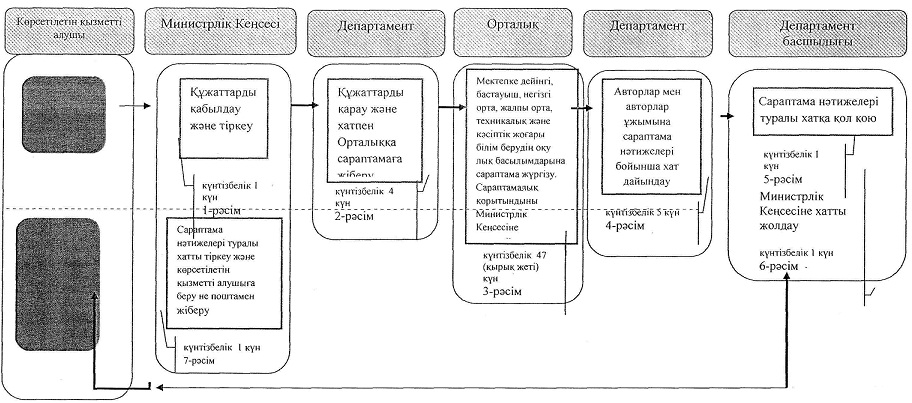 Көрсетілетін қызметті
алушы
Министрлік Кеңсесі
Департамент
Орталық
Департамент
Департамент
басшылығы
Құжаттарды
қабылдау
және тіркеу
күнтізбелік 1
күн
1-рәсім
Сараптама
нәтижелері туралы
хатты тіркеу және
көрсетілетін
қызметті алушыға
беру не поштамен
жіберу
күнтізбелік 1 күн
7-рәсім
Құжаттарды
қарау және
хатпен
Орталыққа
сараптамаға
жіберу
күнтізбелік 4
күн
2-рәсім
Мектепке дейінгі,
бастауыш, негізгі
орта, жалпы орта,
техникалық және
кәсіптік жоғары
білім берудің оқу
лық басылымдарына
сараптама жүргізу.
Сараптамалық
қорытындыны
Министрлік
Кеңсесіне
күнтізбелік 47
(қырық жеті)
күн
3-рәсім
Авторлар мен
авторлар
ұжымына
сараптама
нәтижелері
бойынша хат
дайындау
күнтізбелік 5 күн
4-рәсім
Сараптама нәтижелері
туралы хатқа қол қою
күнтізбелік 1
күн
5-рәсім
Министрлік
Кеңсесіне хатты
жолдау
күнтізбелік 1 күн
6-рәсім